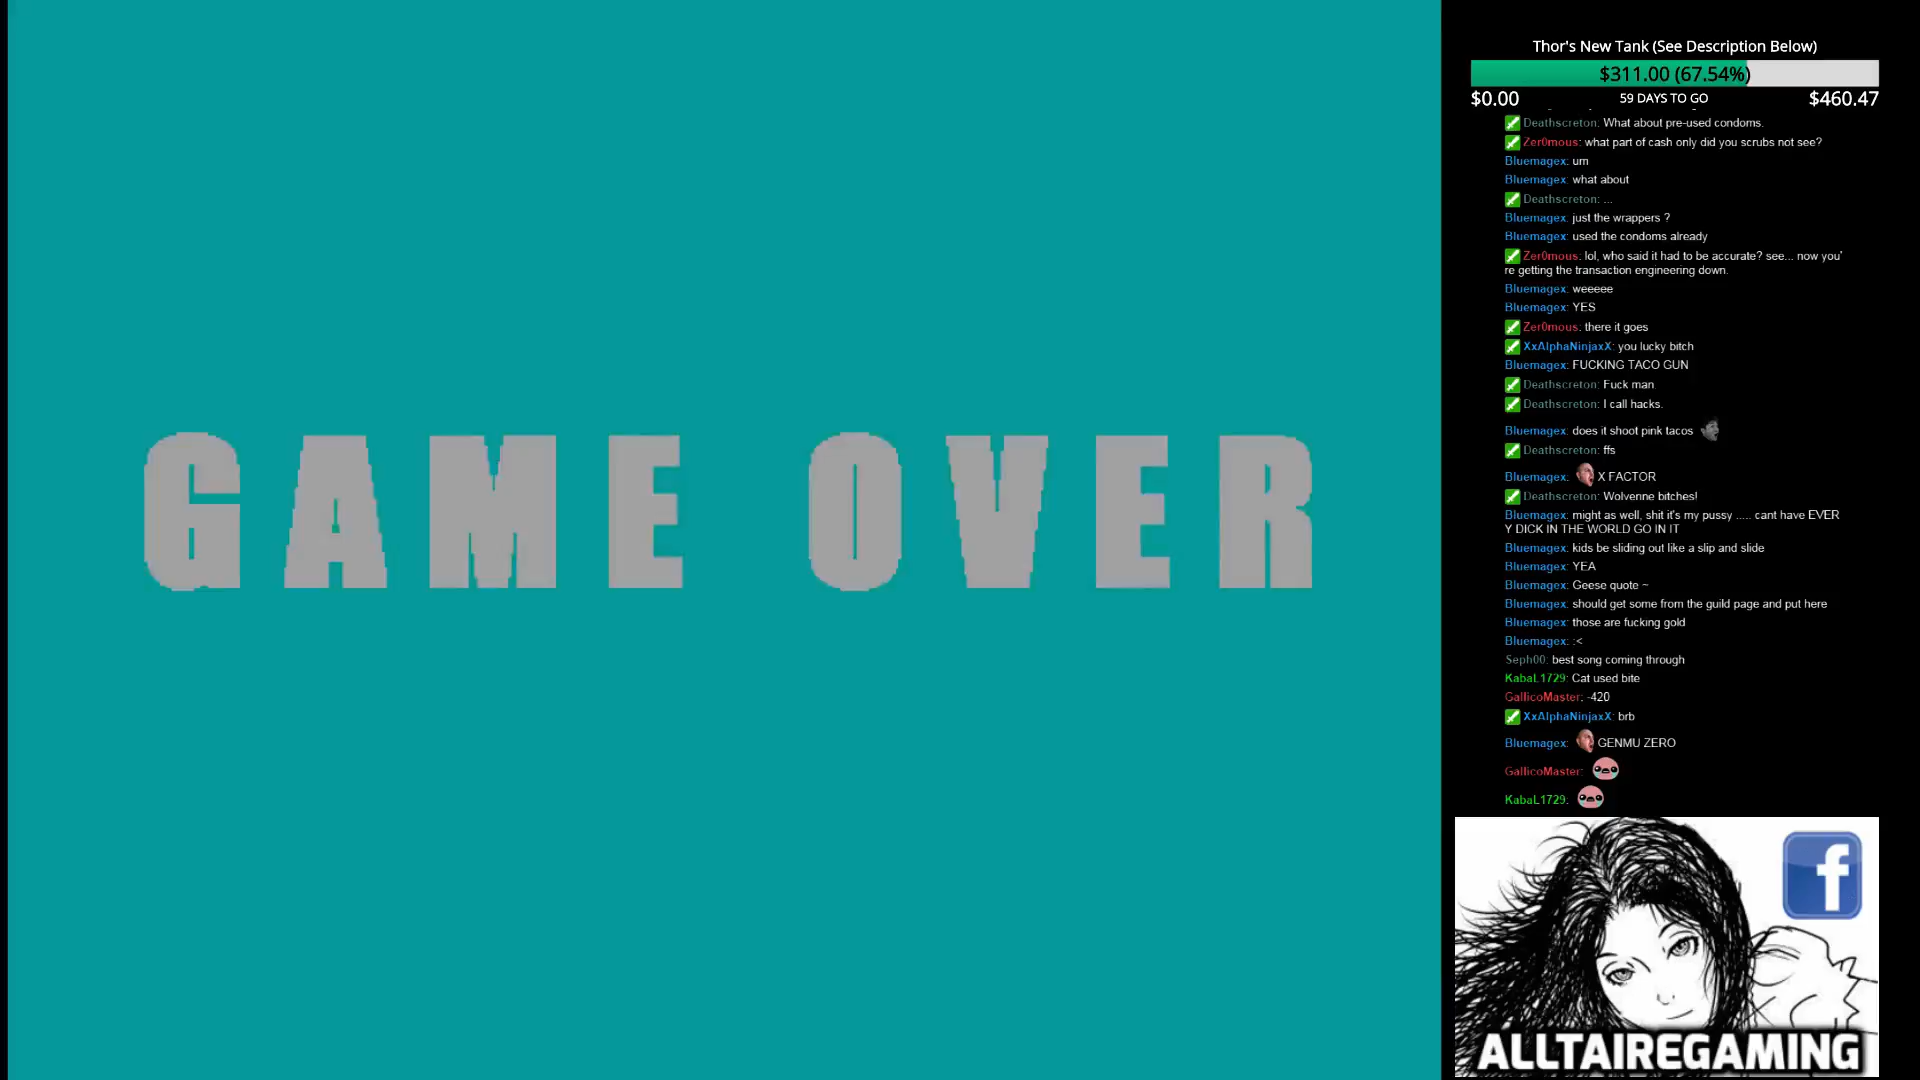 GAME OVER
Thor's New Tank (See Description Below)
$311.00 (67.54%)
$0.00 59 DAYS TO GO $460.47
Deathscreton: What about pre-used condoms.
Zer0mous: what part of cash only did you scrubs not see?
Bluemagex: um
Bluemagex: what about
Deathscreton: ...
Bluemagex: just the wrappers ?
Bluemagex: used the condoms already
Zer0mous: lol, who said it had to be accurate? see... now you'
re getting the transaction engineering down.
Bluemagex: weeeee
Bluemagex: YES
Zer0mous: there it goes
XxAlphaNinjaxX: you lucky bitch
Bluemagex: FUCKING TACO GUN
Deathscreton: Fuck man
Deathscreton: I call hacks.
Bluemagex: does it shoot pink tacos
Deathscreton: ffs
Bluemagex: X FACTOR
Deathscreton: Wolvenne bitches!
Bluemagex: might as well, shit it's my pussy ..... cant have EVER
Y DICK IN THE WORLD GO IN IT
Bluemagex: kids be sliding out like a slip and slide
Bluemagex: YEA
Bluemagex: Geese quote ~
Bluemagex: should get some from the guild page and put here
Bluemagex: those are fucking gold
Bluemagex: :<
Seph00: best song coming through
KabaL1729: Cat used bite
GallicoMaster: -420
XxAlphaNinjaxX: brb
Bluemagex: GENMU ZERO
GallicoMaster:
KabaL1729:
f
ALLTAIREGAMING